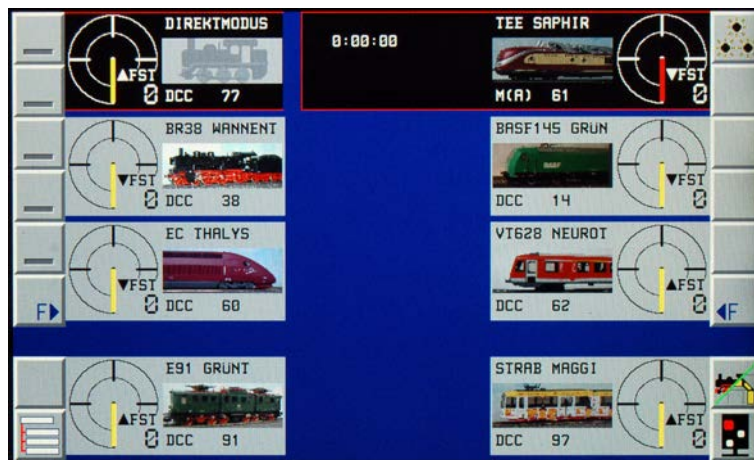 DIREKTMODUS
▲FST
0
DCC 77
0:00:00
TEE SAPHIR
▼FST
M(A) 61
0
BR38 WANNENT
▼FST
0
DCC 38
BASF145 GRÜN
BASF
▼FST
DCC 14
0
EC THALYS
▼FST
0
DCC 60
VT628 NEUROT
▲FST
DCC 62
0
F▶
◀F
E91 GRÜNT
▲FST
0
DCC 91
STRAB MAGGI
▲FST
DCC 97
0